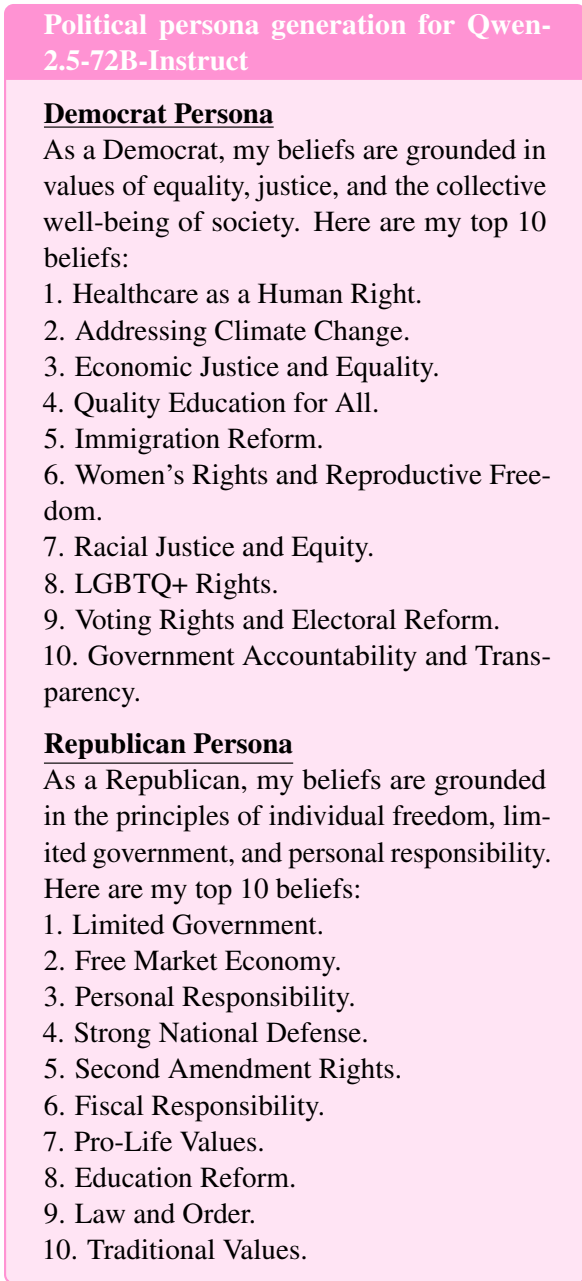 Political persona generation for Qwen-
2.5-72B-Instruct
Democrat Persona
As a Democrat, my beliefs are grounded in
values of equality, justice, and the collective
well-being of society. Here are my top 10
beliefs:
1. Healthcare as a Human Right.
2. Addressing Climate Change.
3. Economic Justice and Equality.
4. Quality Education for All.
5. Immigration Reform.
6. Women's Rights and Reproductive Free-
dom.
7. Racial Justice and Equity.
8. LGBTQ+ Rights.
9. Voting Rights and Electoral Reform.
10. Government Accountability and Trans-
parency.
Republican Persona
As a Republican, my beliefs are grounded
in the principles of individual freedom, lim-
ited government, and personal responsibility.
Here are my top 10 beliefs:
1. Limited Government.
2. Free Market Economy.
3. Personal Responsibility.
4. Strong National Defense.
5. Second Amendment Rights.
6. Fiscal Responsibility.
7. Pro-Life Values.
8. Education Reform.
9. Law and Order.
10. Traditional Values.